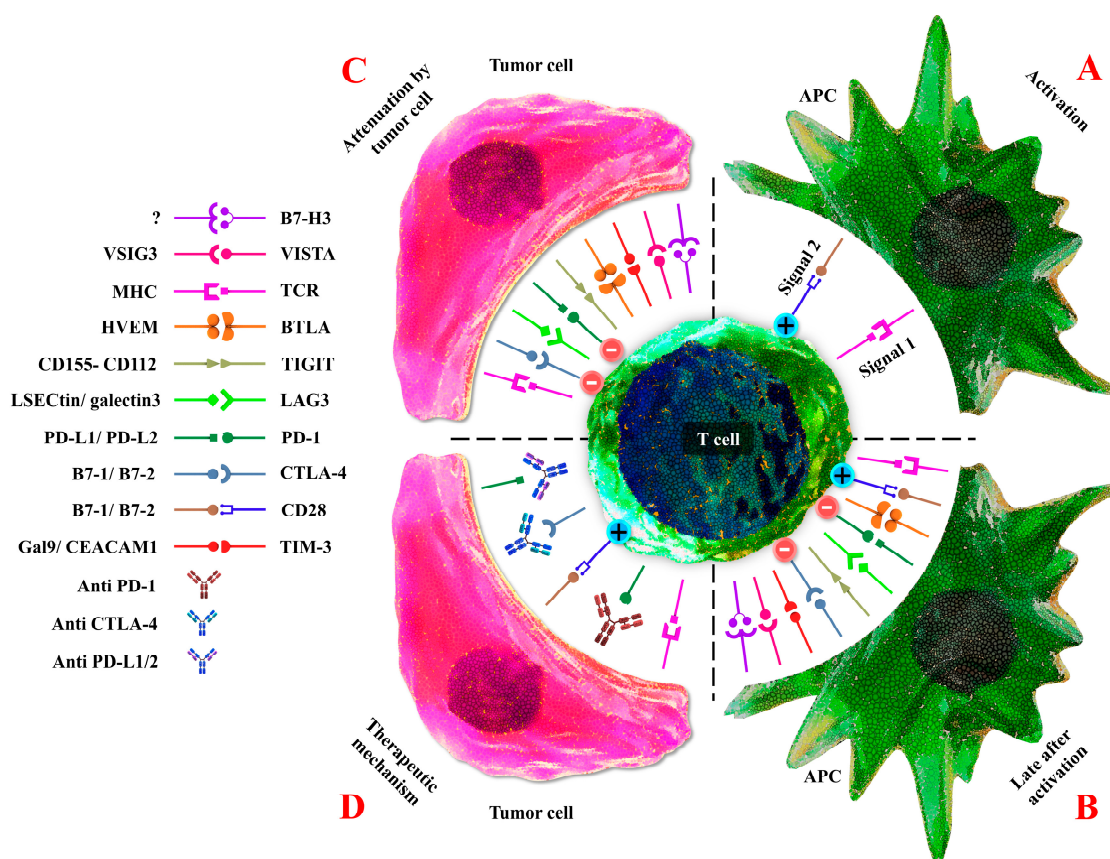 C
Tumor cell
Attenuation by
tumor cell
A
Activation
APC
Signal 2
+
Signal 1
? B7-H3
VSIG3 VISTA
MHC TCR
HVEM BTLA
CD155- CD112 TIGIT
LSECtin/ galectin3 LAG3
PD-L1/ PD-L2 PD-1
B7-1/ B7-2 CTLA-4
B7-1/ B7-2 CD28
Gal9/ CEACAM1 TIM-3
Anti PD-1
Anti CTLA-4
Anti PD-L1/2
−
−
T cell
+
−
+
−
Therapeutic
mechanism
D
Tumor cell
APC
Late after
activation
B